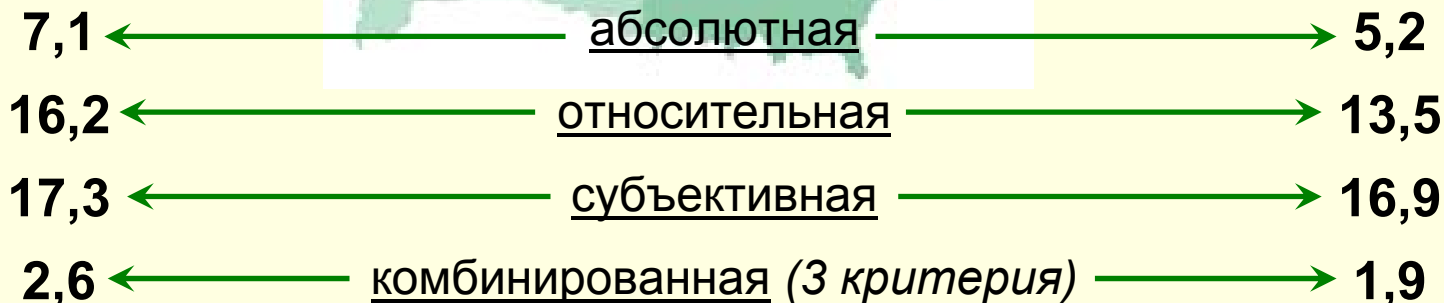 7,1 абсолютная 5,2
16,2 относительная 13,5
17,3 субъективная 16,9
2,6 комбинированная (3 критерия) 1,9